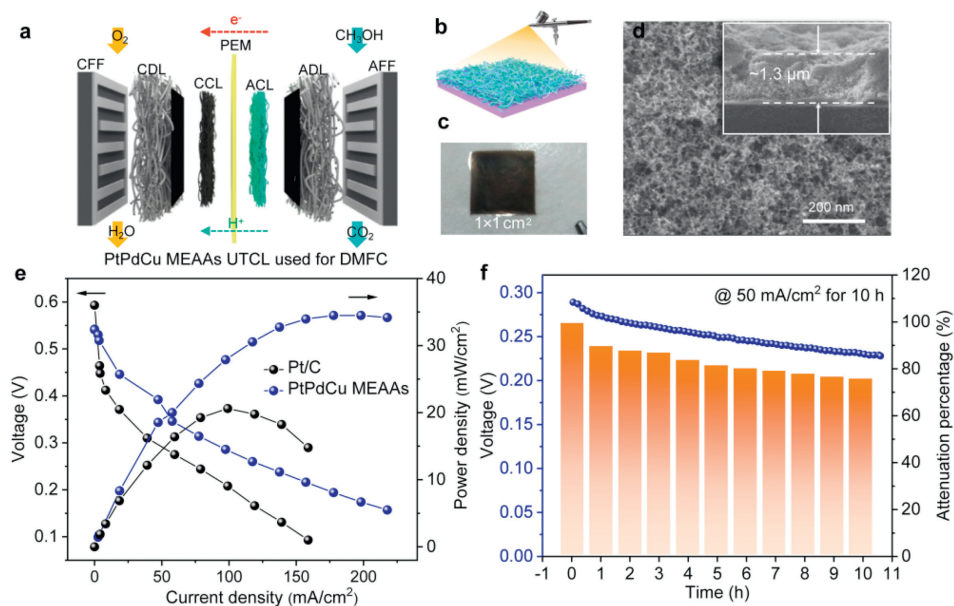 a
e-
O2
PEM
CH3OH
CFF
CDL
CCL
ACL
ADL
AFF
H+
H2O
CO2
PtPdCu MEAAs UTCL used for DMFC
b
c
1×1 cm²
d
~1.3 μm
200 nm
e
Voltage (V)
0.6
0.5
0.4
0.3
0.2
0.1
Pt/C
PtPdCu MEAAs
40
30
20
10
0
Power density (mW/cm²)
0
50
100
150
200
Current density (mA/cm²)
f
@ 50 mA/cm² for 10 h
Voltage (V)
0.30
0.25
0.20
0.15
0.10
0.05
0.00
120
100
80
60
40
20
0
Attenuation percentage (%)
-1 0 1 2 3 4 5 6 7 8 9 10 11
Time (h)